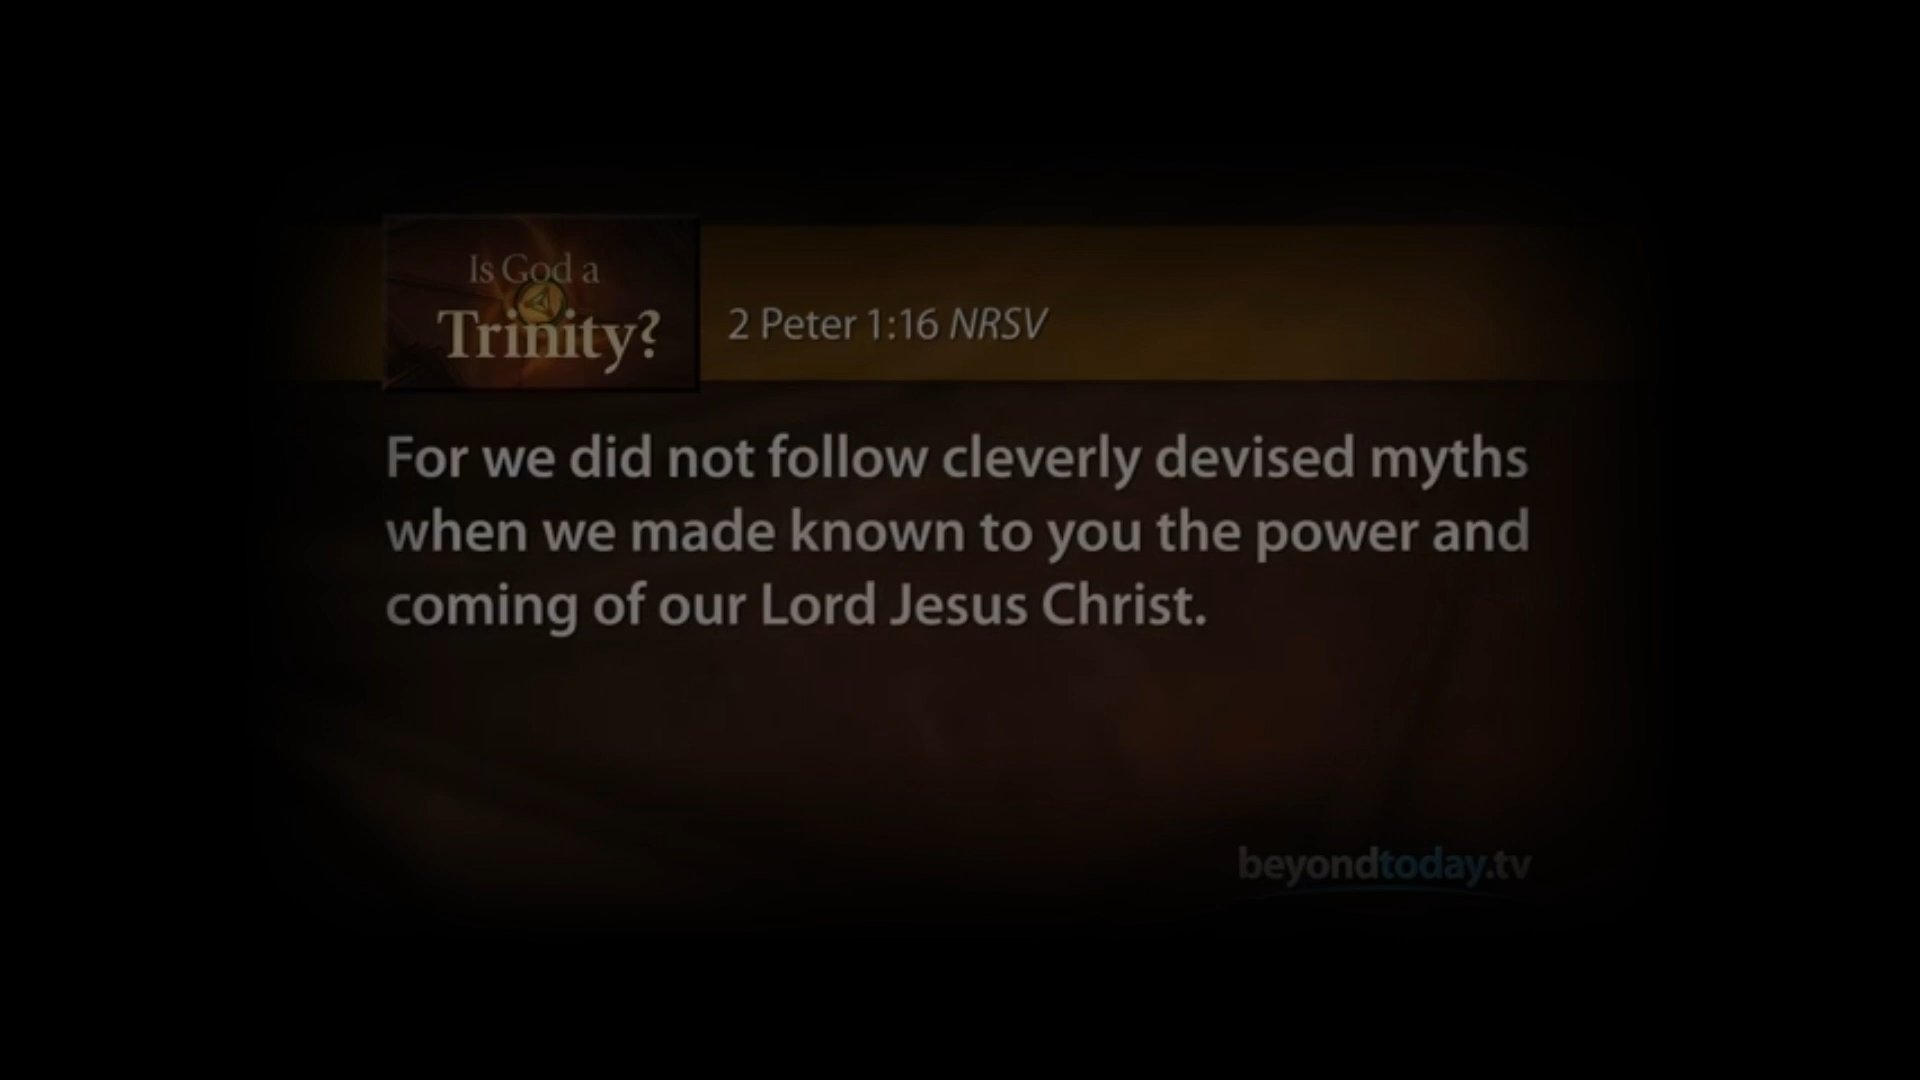 Is God a
Trinity?
2 Peter 1:16 NRSV
For we did not follow cleverly devised myths
when we made known to you the power and
coming of our Lord Jesus Christ.
beyondtoday.tv